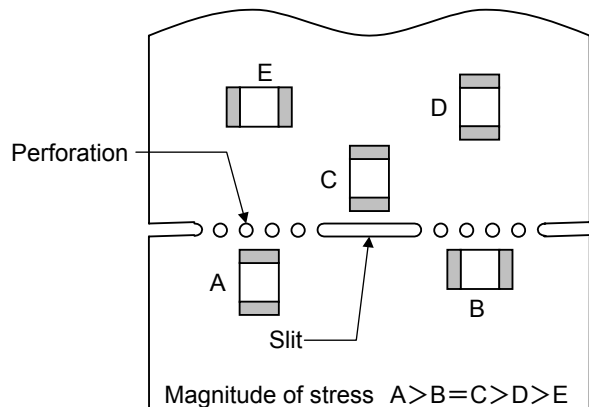 E
D
Perforation
C
A
B
Slit
Magnitude of stress A＞B＝C＞D＞E